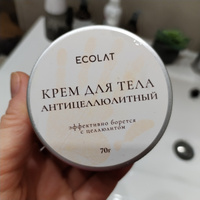 ECOLAT
КРЕМ ДЛЯ ТЕЛА
АНТИЦЕЛЛЮЛИТНЫЙ
эффективно борется
с целлюлитом
70г